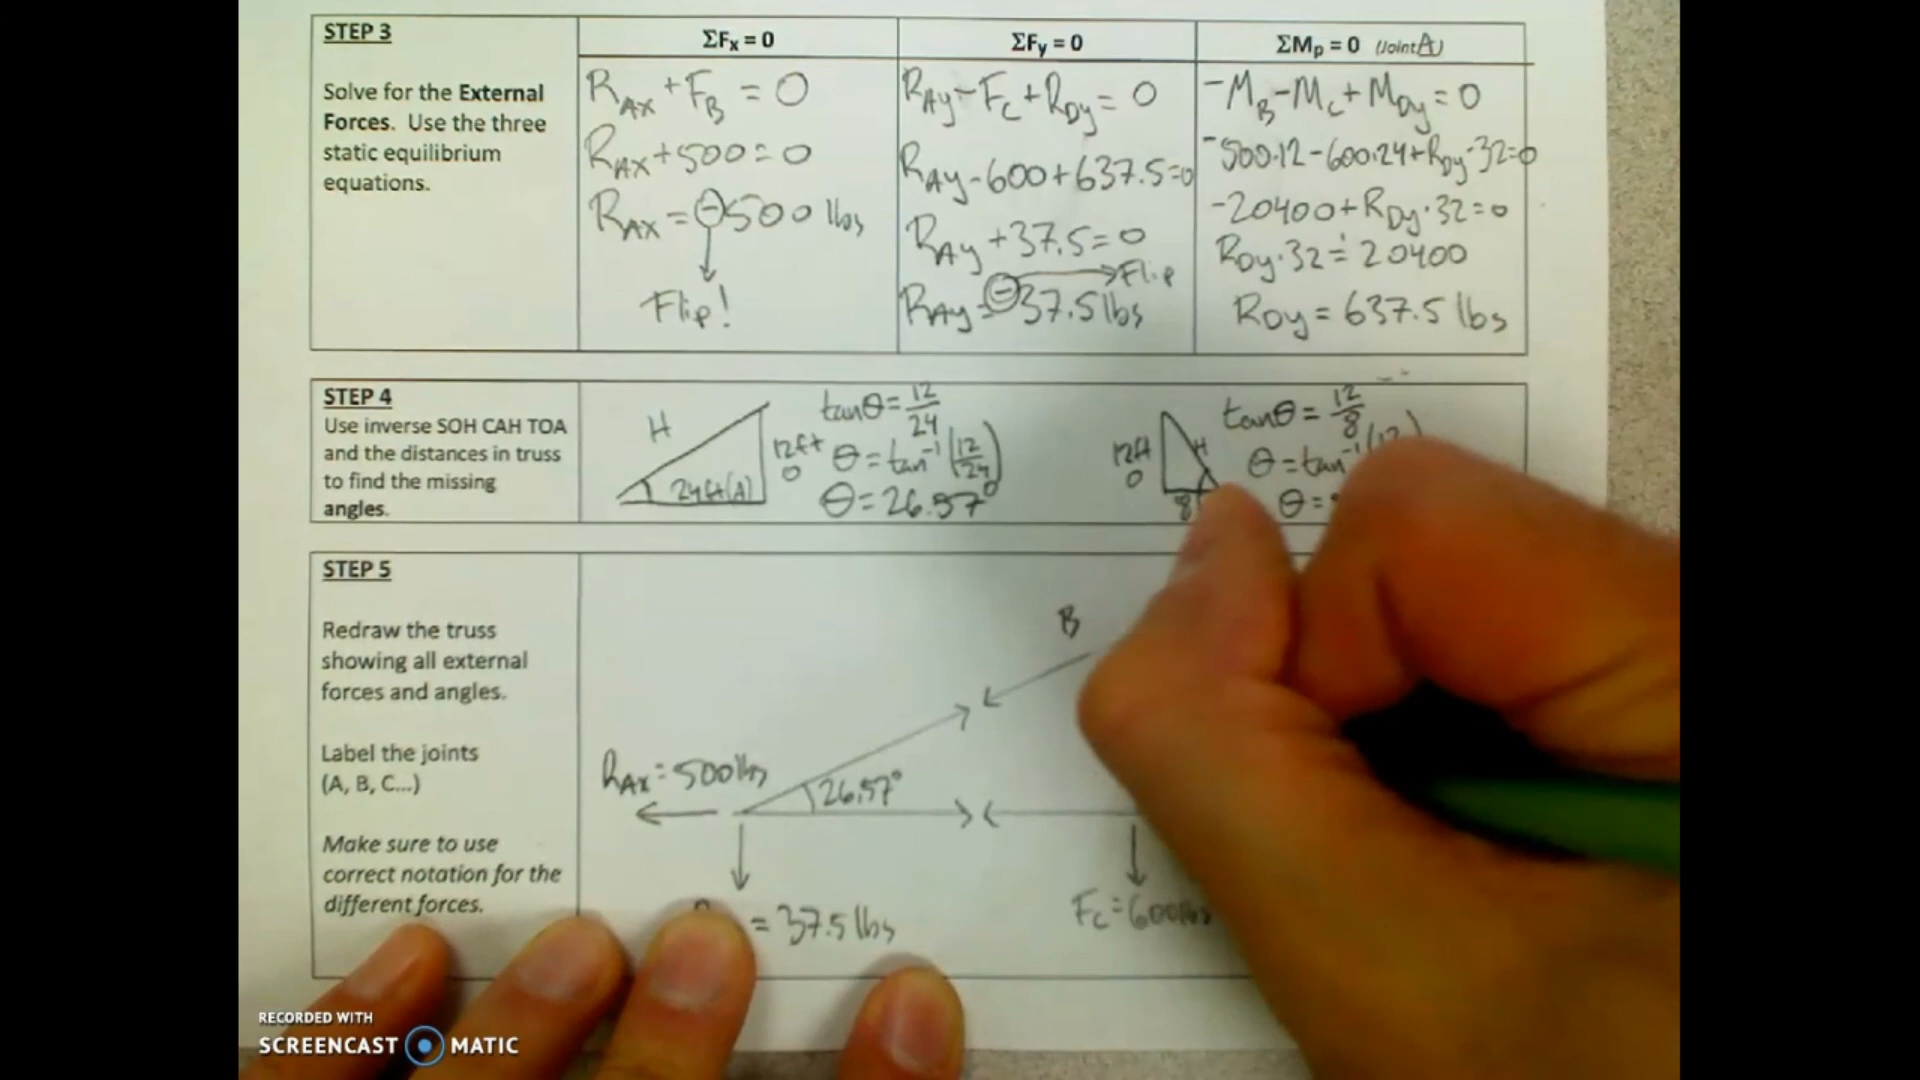 STEP 3
Solve for the External
Forces. Use the three
static equilibrium
equations.
ΣFx = 0
RAX + FB = 0
RAX + 500 = 0
RAX = -500 lbs
Flip!
ΣFy = 0
RAy - FC + RDy = 0
RAy - 600 + 637.5 = 0
RAy + 37.5 = 0
Flip
RAy = -37.5 lbs
ΣMp = 0 (Joint A)
-MB - MC + MDy = 0
-500·12 - 600·24 + RDy·32 = 0
-20400 + RDy·32 = 0
RDy·32 = 20400
RDy = 637.5 lbs
STEP 4
Use inverse SOH CAH TOA
and the distances in truss
to find the missing
angles.
H
12ft
O
24ft (A)
tanθ = 12/24
θ = tan⁻¹(12/24)
θ = 26.57°
12ft
O
H
8
tanθ = 12/8
θ = tan⁻¹(12
θ =
STEP 5
Redraw the truss
showing all external
forces and angles.
Label the joints
(A, B, C...)
Make sure to use
correct notation for the
different forces.
B
RAX = 500 lbs
26.57°
= 37.5 lbs
FC = 600 lbs
RECORDED WITH
SCREENCAST MATIC